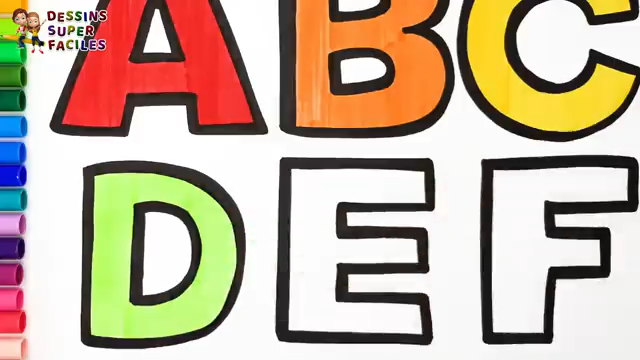 DESSINS
SUPER
FACILES
A B C
D E F